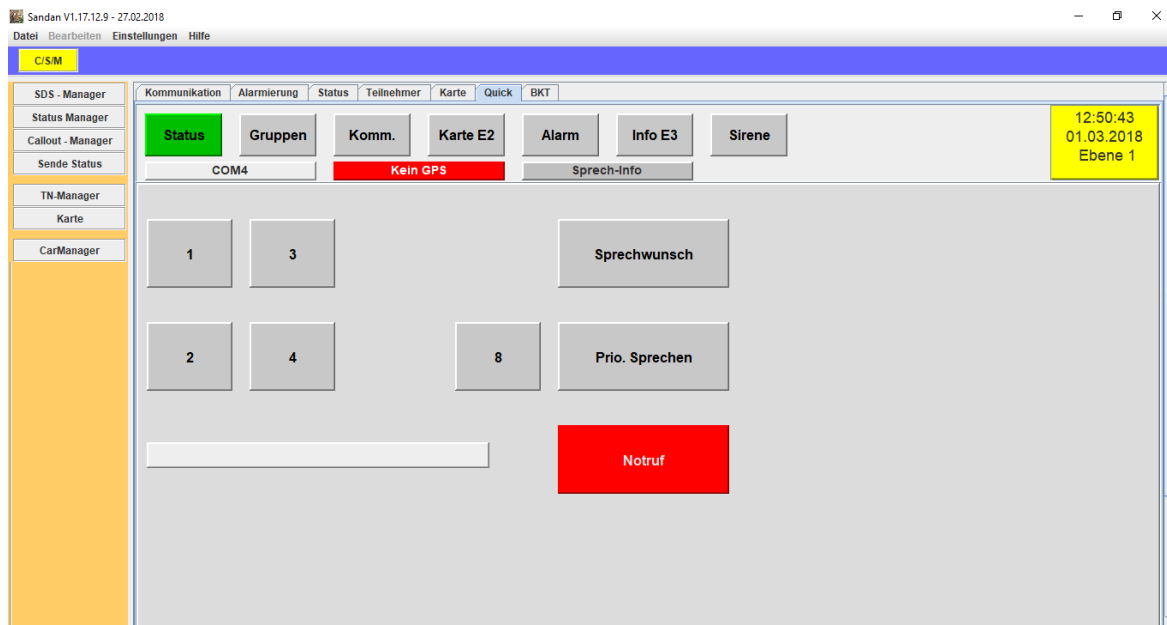 Sandan V1.17.12.9 - 27.02.2018
Datei Bearbeiten Einstellungen Hilfe
C/S/M
SDS - Manager
Status Manager
Callout - Manager
Sende Status
TN-Manager
Karte
CarManager
Kommunikation Alarmierung Status Teilnehmer Karte Quick BKT
Status Gruppen Komm. Karte E2 Alarm Info E3 Sirene
COM4 Kein GPS Sprech-Info
12:50:43
01.03.2018
Ebene 1
1 3 Sprechwunsch
2 4 8 Prio. Sprechen
Notruf